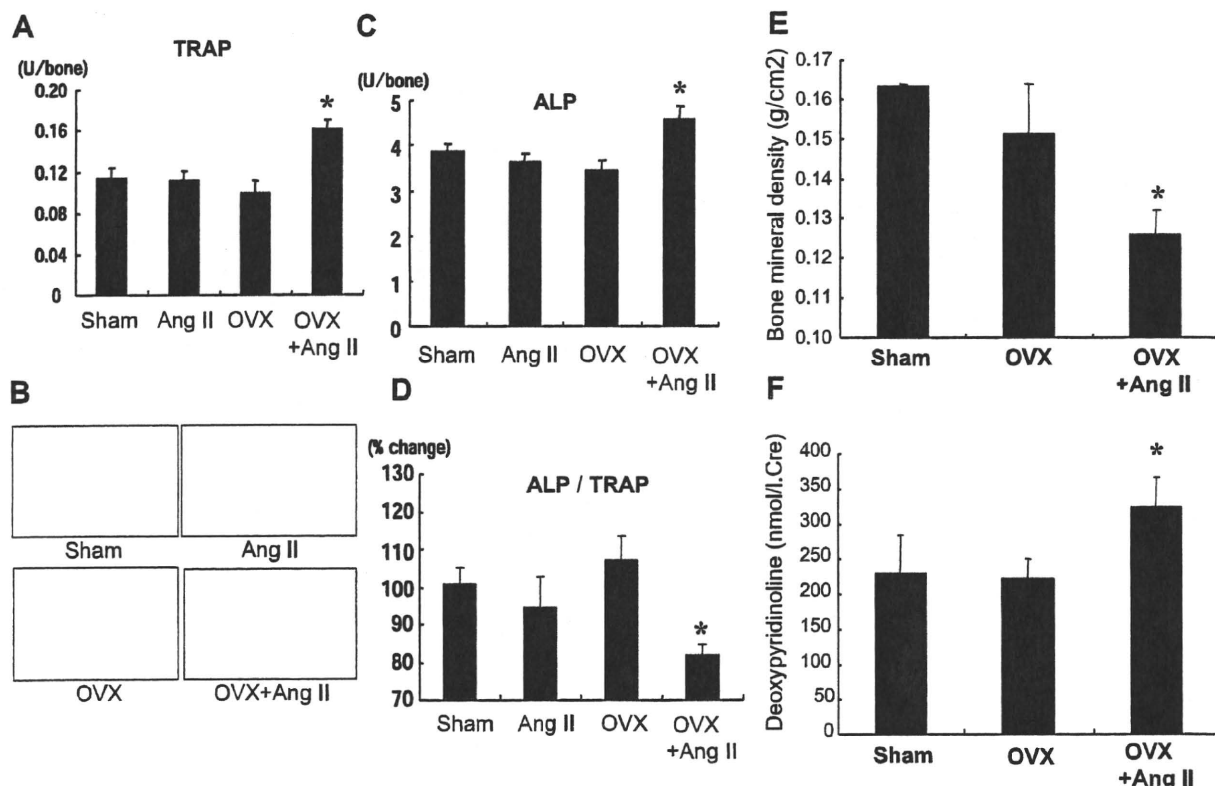 A
TRAP
(U/bone)
0.20
0.16
0.12
0.08
0.04
0
*
Sham Ang II OVX OVX
+Ang II
B
Sham Ang II
OVX OVX+Ang II
C
(U/bone)
ALP
5
4
3
2
1
0
*
Sham Ang II OVX OVX
+Ang II
D
(% change)
ALP / TRAP
130
120
110
100
90
80
70
*
Sham Ang II OVX OVX
+Ang II
E
Bone mineral density (g/cm2)
0.17
0.16
0.15
0.14
0.13
0.12
0.11
0.10
*
Sham OVX OVX
+Ang II
F
Deoxypyridinoline (nmol/l.Cre)
400
350
300
250
200
150
100
50
0
*
Sham OVX OVX
+Ang II